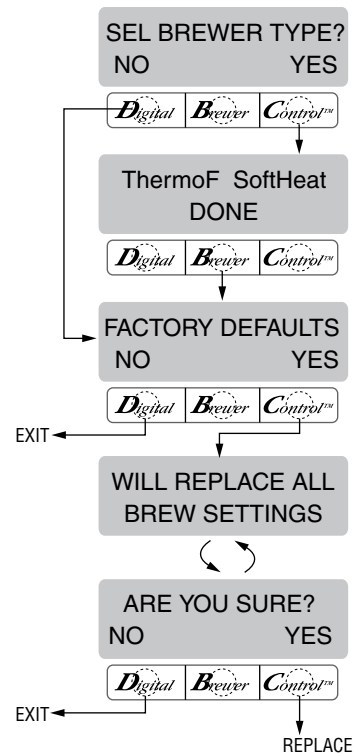 SEL BREWER TYPE?
NO YES
Digital Brewer Control™
ThermoF SoftHeat
DONE
Digital Brewer Control™
FACTORY DEFAULTS
NO YES
Digital Brewer Control™
EXIT
WILL REPLACE ALL
BREW SETTINGS
ARE YOU SURE?
NO YES
Digital Brewer Control™
EXIT
REPLACE